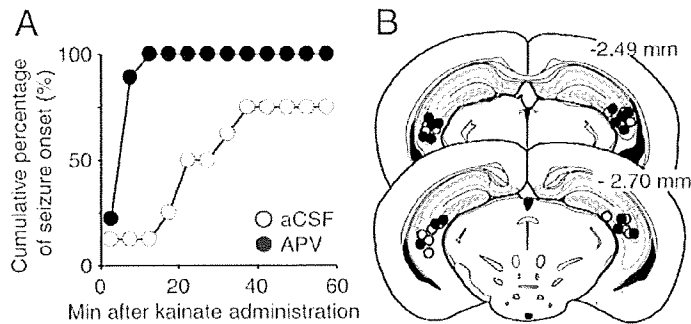 A
Cumulative percentage
of seizure onset (%)
100
50
0
0
20
40
60
Min after kainate administration
aCSF
APV
B
-2.49 mm
-2.70 mm